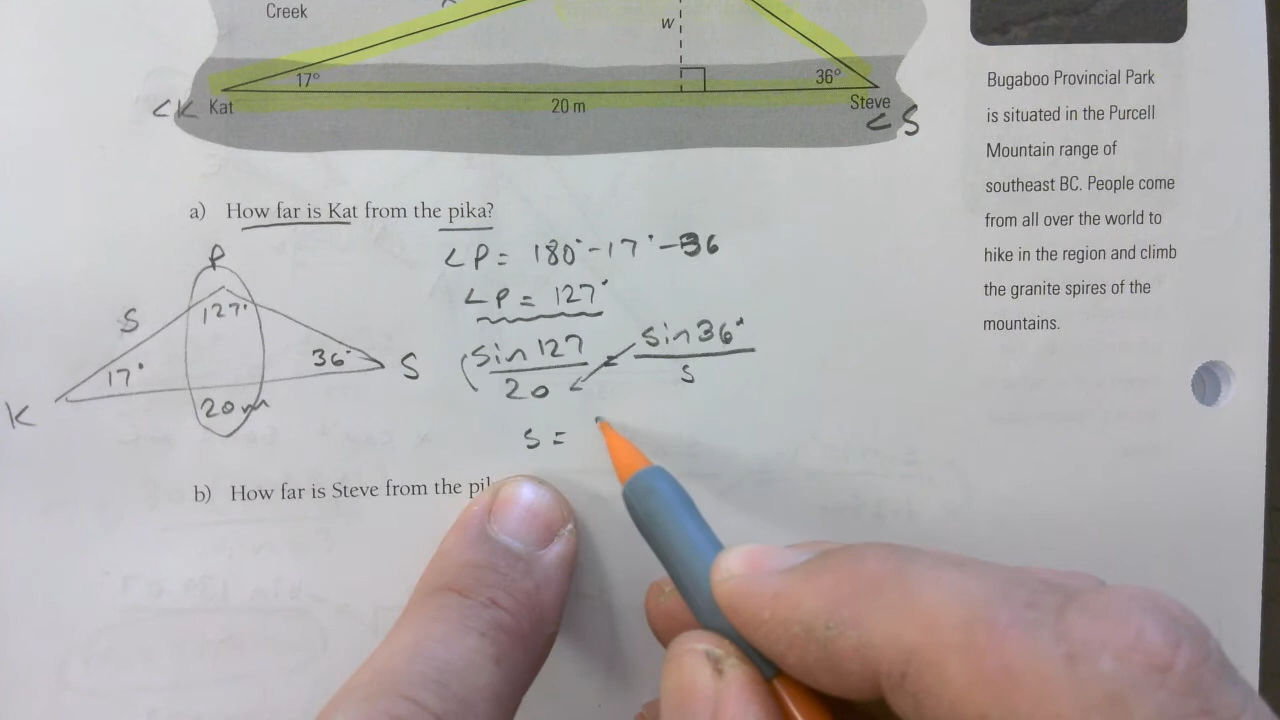 Creek
w
17°
36°
∠K Kat
20 m
Steve
∠S
a) How far is Kat from the pika?
P
127°
S
17°
36°
S
K
20m
∠P = 180° - 17° - 36
∠P = 127°
sin 127 = sin 36°
20 s
s =
b) How far is Steve from the
Bugaboo Provincial Park
is situated in the Purcell
Mountain range of
southeast BC. People come
from all over the world to
hike in the region and climb
the granite spires of the
mountains.